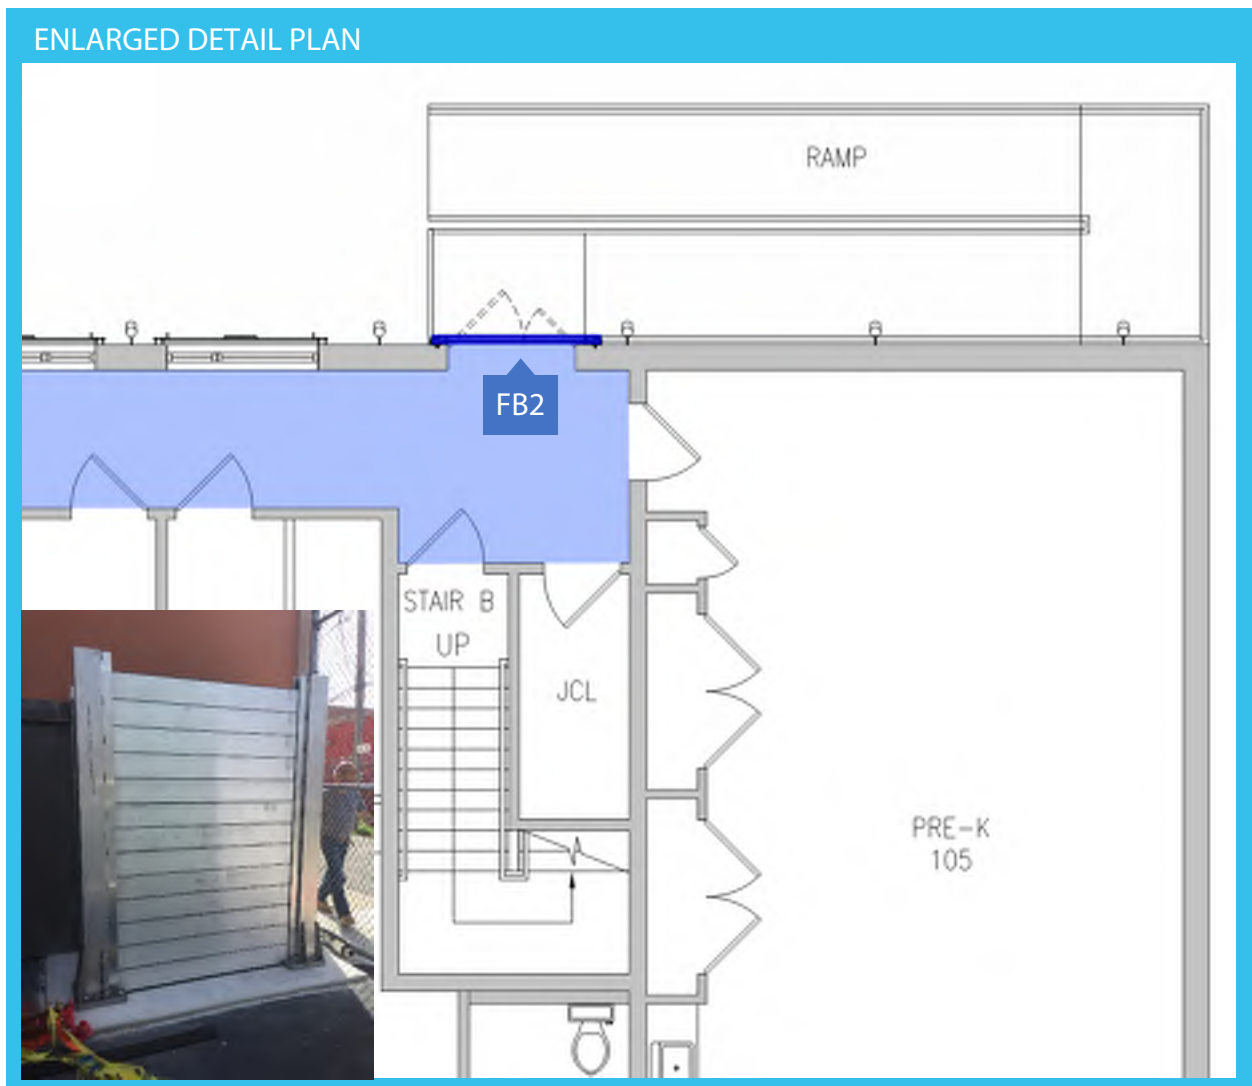 ENLARGED DETAIL PLAN
RAMP
FB2
STAIR B
UP
JCL
PRE-K
105